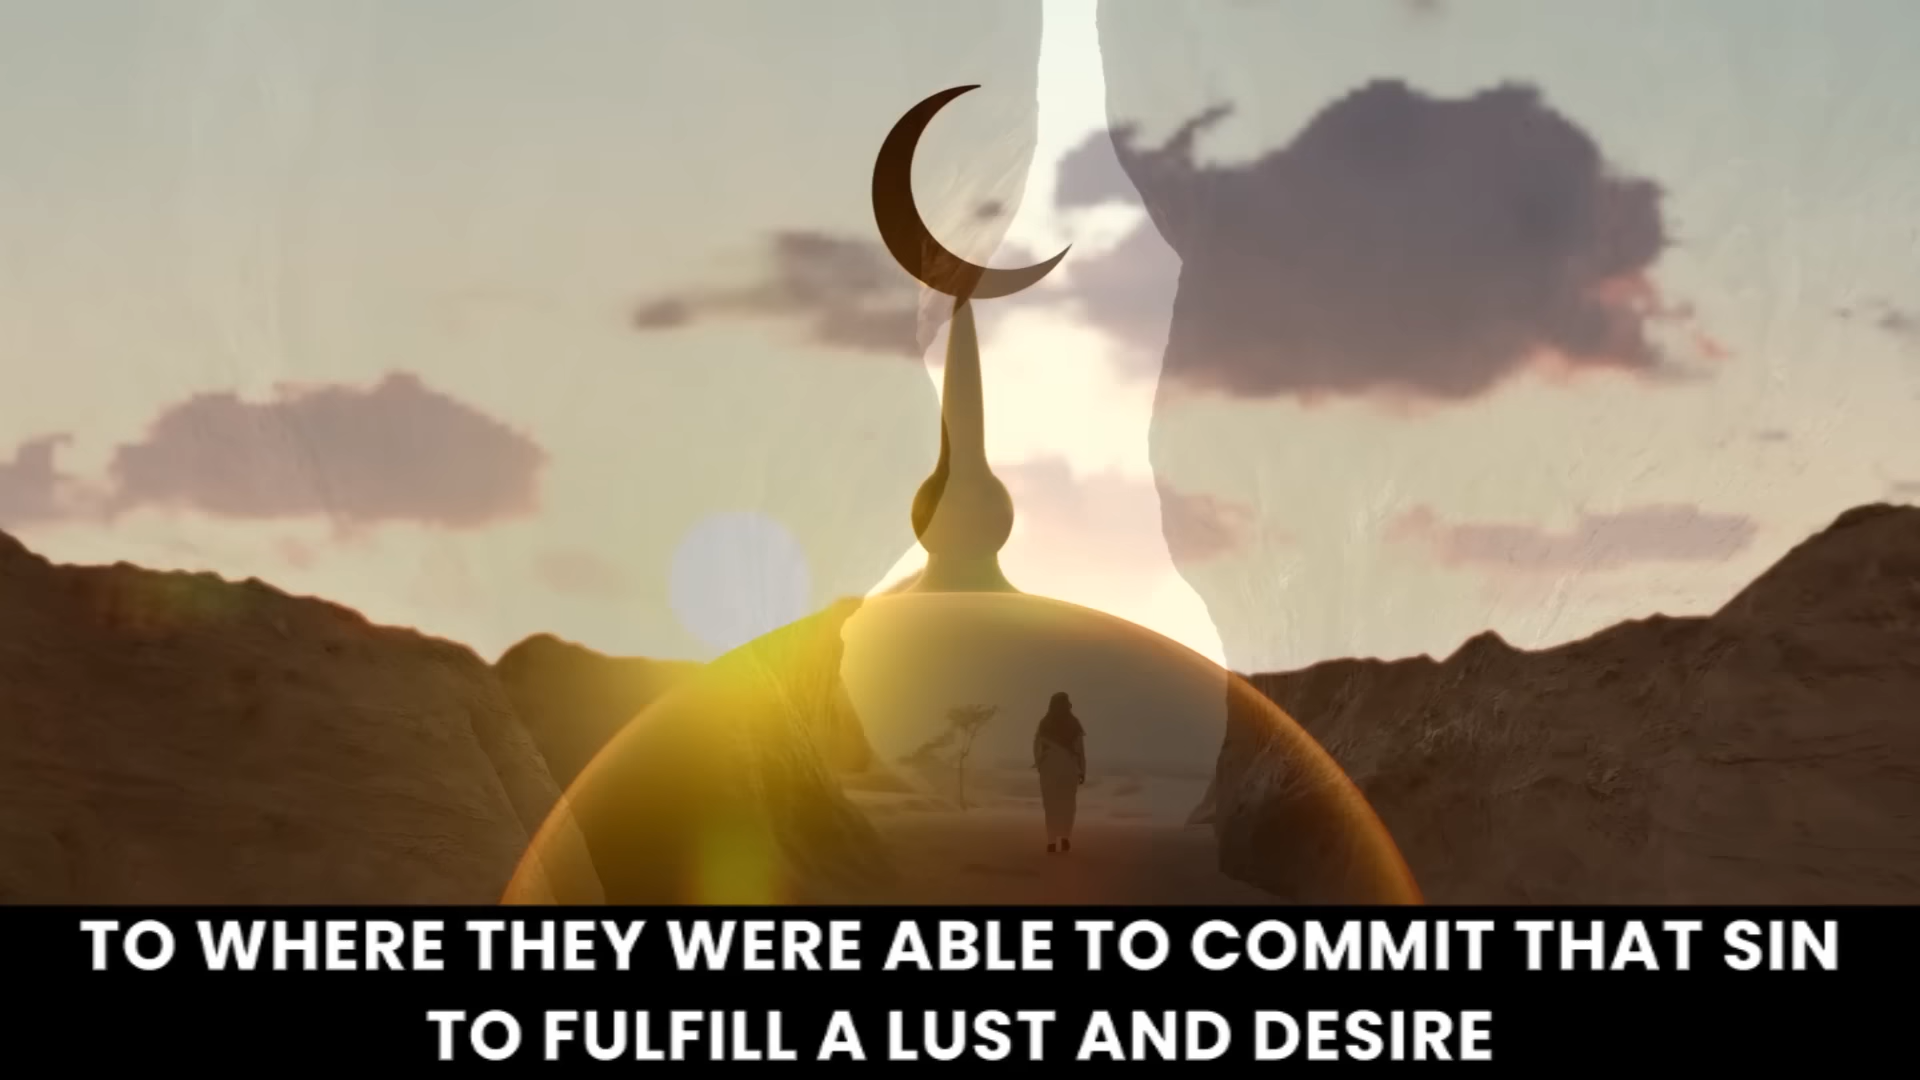 TO WHERE THEY WERE ABLE TO COMMIT THAT SIN
TO FULFILL A LUST AND DESIRE